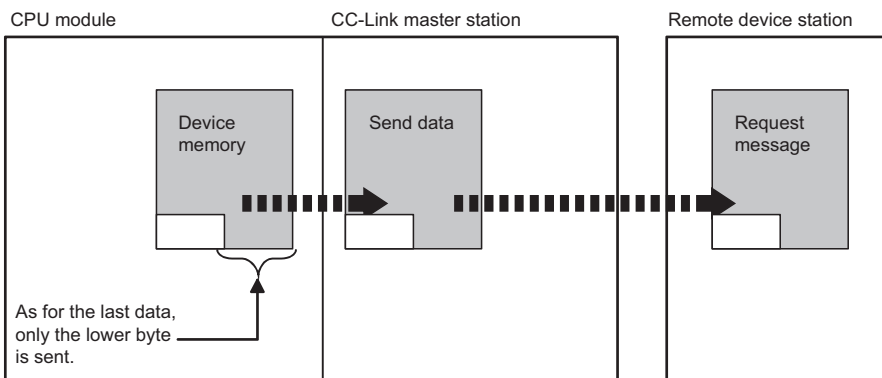 CPU module
CC-Link master station
Remote device station
Device
memory
Send data
Request
message
As for the last data,
only the lower byte
is sent.